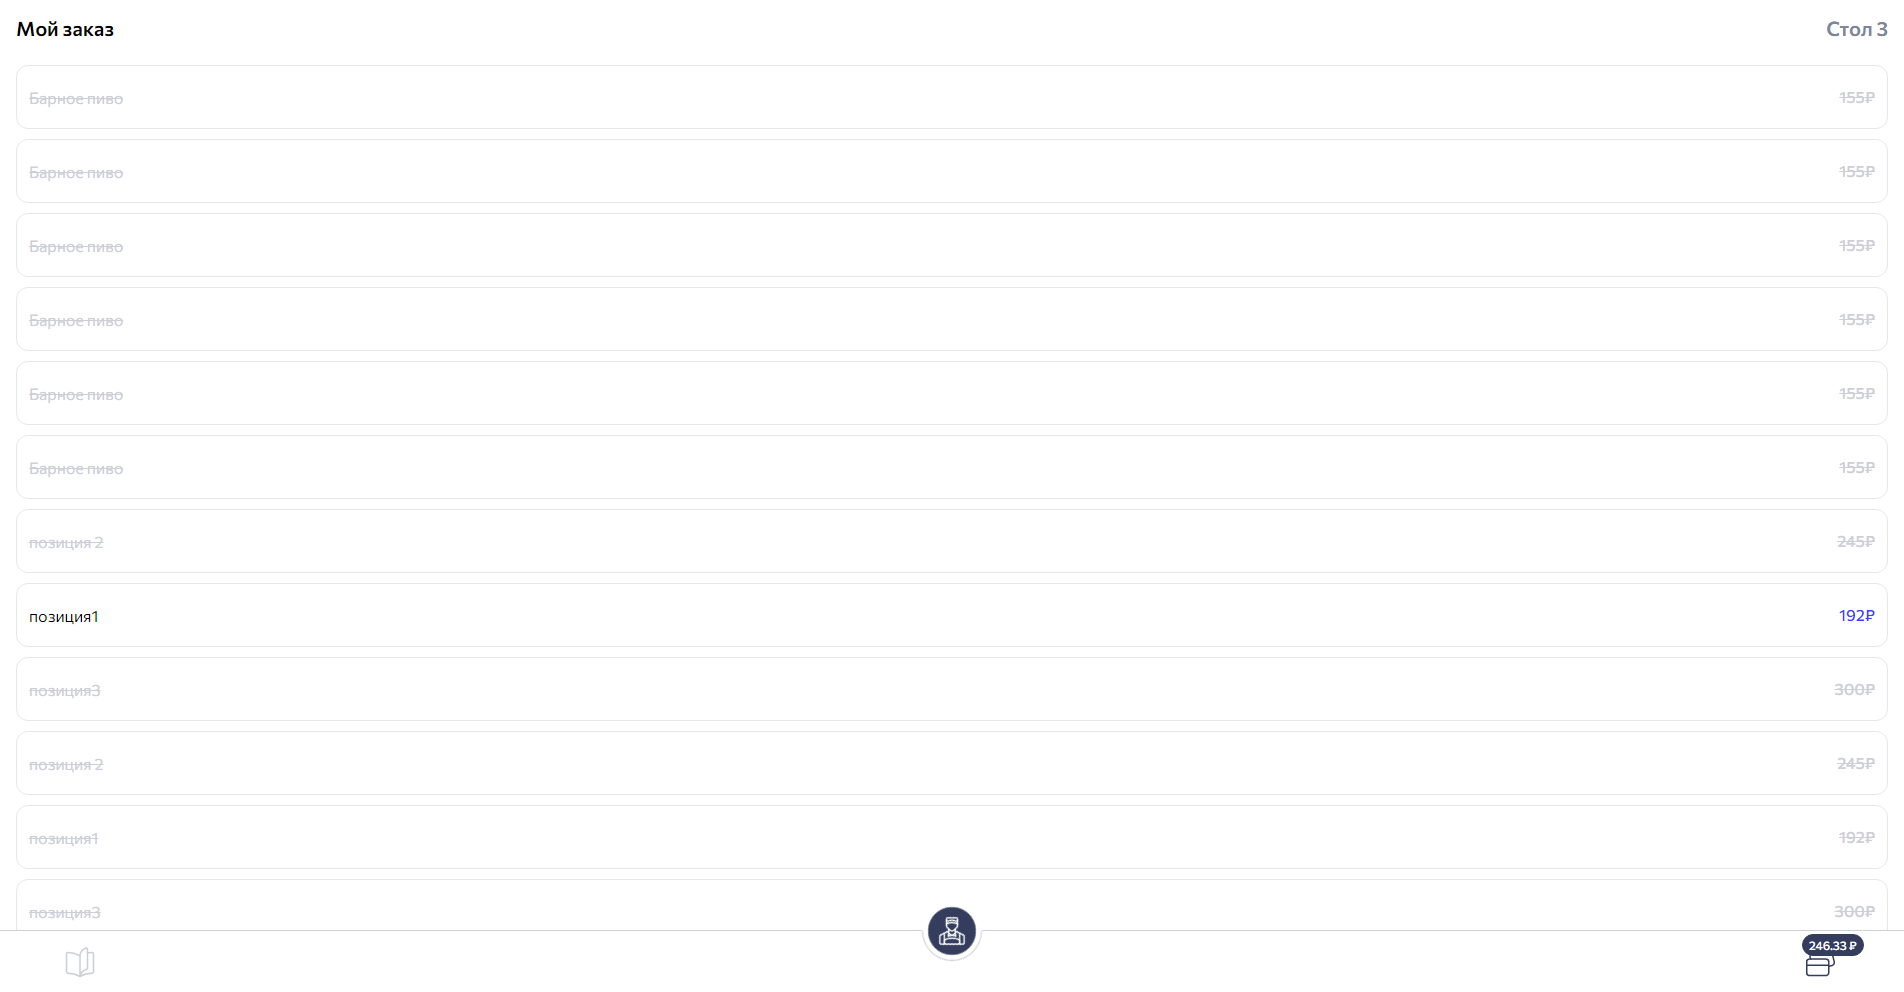 Мой заказ Стол 3
Барное пиво 155₽
Барное пиво 155₽
Барное пиво 155₽
Барное пиво 155₽
Барное пиво 155₽
Барное пиво 155₽
позиция 2 245₽
позиция1 192₽
позиция3 300₽
позиция 2 245₽
позиция1 192₽
позиция3 300₽
246.33 ₽